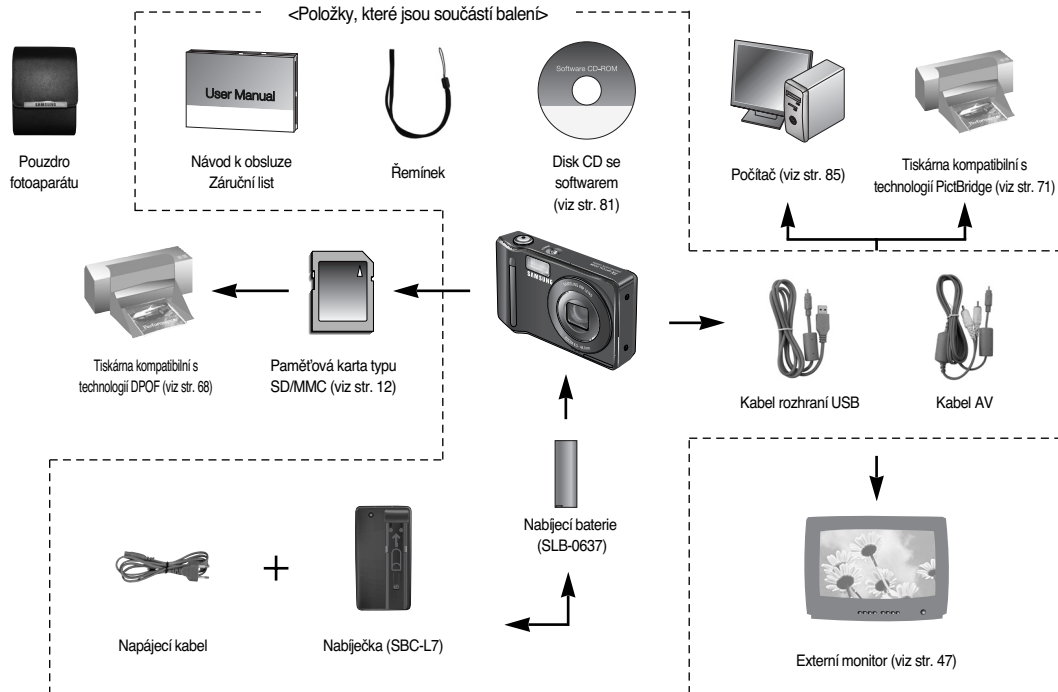 <Položky, které jsou součástí balení>
SAMSUNG
Pouzdro
fotoaparátu
User Manual
Návod k obsluze
Záruční list
Řemínek
Software CD-ROM
Disk CD se
softwarem
(viz str. 81)
Počítač (viz str. 85)
Tiskárna kompatibilní s
technologií PictBridge (viz str. 71)
Tiskárna kompatibilní s
technologií DPOF (viz str. 68)
Paměťová karta typu
SD/MMC (viz str. 12)
SAMSUNG
Kabel rozhraní USB
Kabel AV
Nabíjecí baterie
(SLB-0637)
Napájecí kabel
+
Nabíječka (SBC-L7)
Externí monitor (viz str. 47)